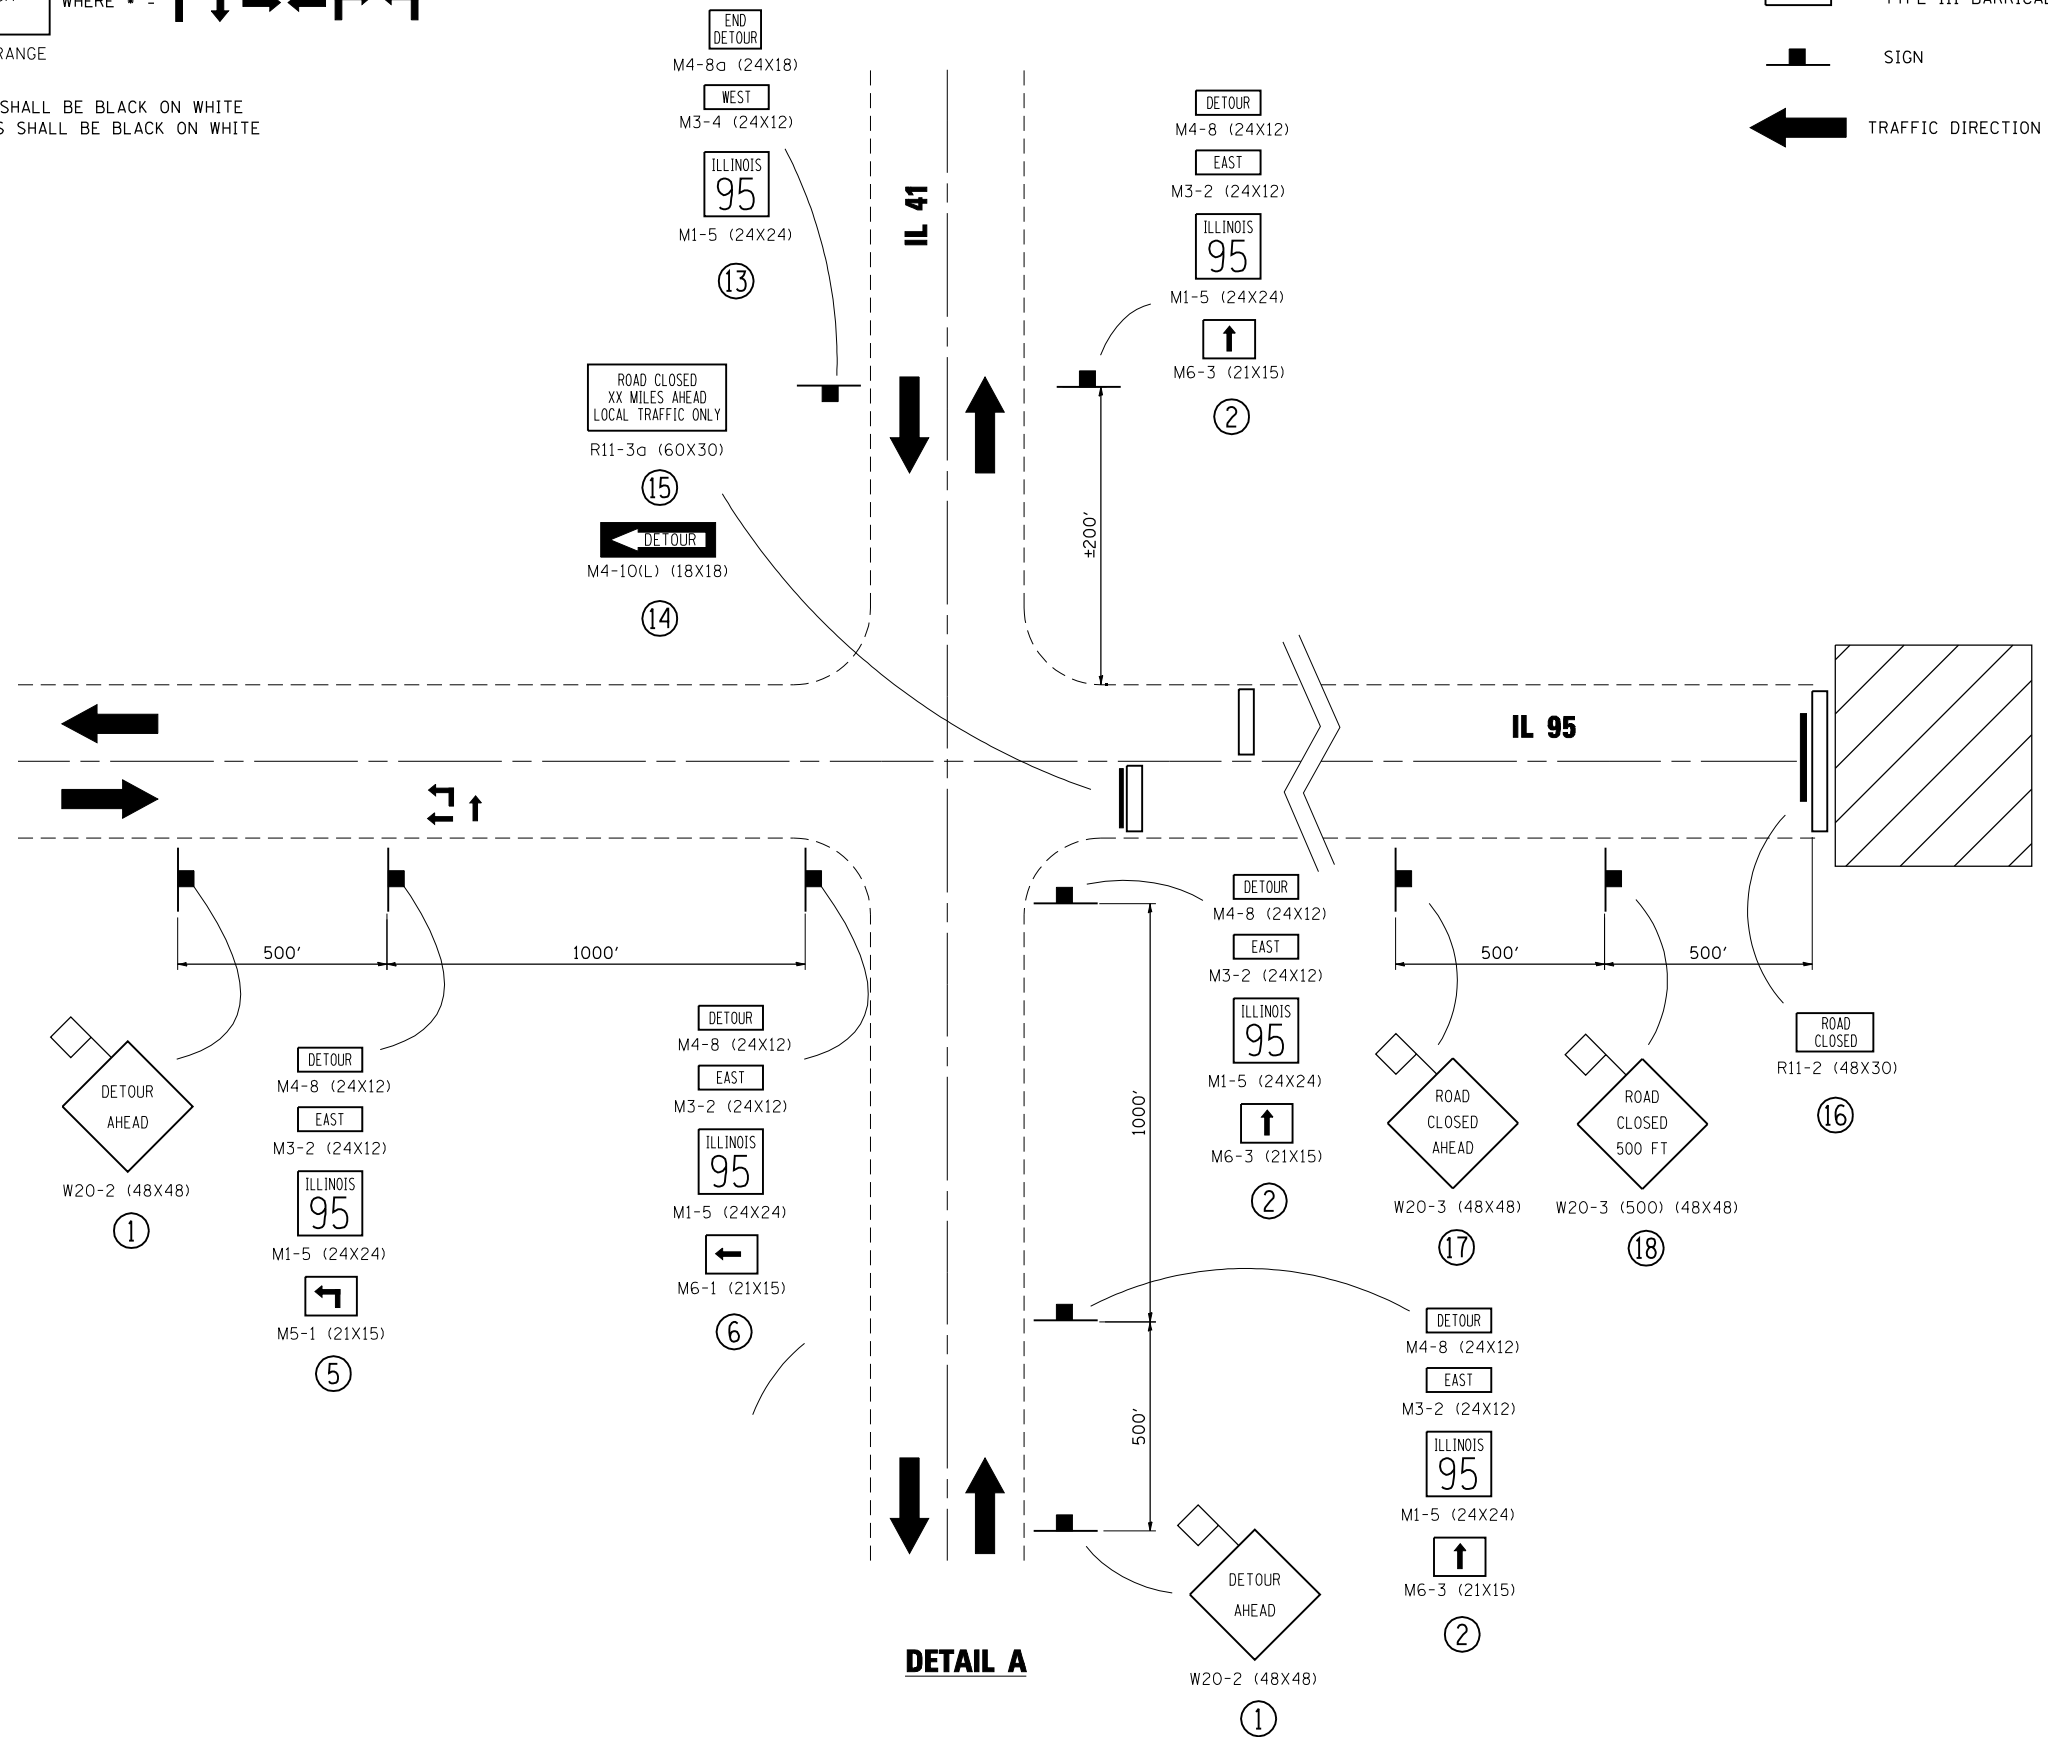 WHERE * =
RANGE
SHALL BE BLACK ON WHITE
S SHALL BE BLACK ON WHITE
SIGN
TRAFFIC DIRECTION
END
DETOUR
M4-8a (24X18)
WEST
M3-4 (24X12)
ILLINOIS
95
M1-5 (24X24)
13
IL 41
DETOUR
M4-8 (24X12)
EAST
M3-2 (24X12)
ILLINOIS
95
M1-5 (24X24)
M6-3 (21X15)
2
ROAD CLOSED
XX MILES AHEAD
LOCAL TRAFFIC ONLY
R11-3a (60X30)
15
DETOUR
M4-10(L) (18X18)
14
±200'
IL 95
500'
1000'
DETOUR
AHEAD
W20-2 (48X48)
1
DETOUR
M4-8 (24X12)
EAST
M3-2 (24X12)
ILLINOIS
95
M1-5 (24X24)
M5-1 (21X15)
5
DETOUR
M4-8 (24X12)
EAST
M3-2 (24X12)
ILLINOIS
95
M1-5 (24X24)
M6-1 (21X15)
6
DETOUR
M4-8 (24X12)
EAST
M3-2 (24X12)
ILLINOIS
95
M1-5 (24X24)
M6-3 (21X15)
2
1000'
500'
500'
500'
ROAD
CLOSED
AHEAD
W20-3 (48X48)
17
ROAD
CLOSED
500 FT
W20-3 (500) (48X48)
18
ROAD
CLOSED
R11-2 (48X30)
16
DETOUR
M4-8 (24X12)
EAST
M3-2 (24X12)
ILLINOIS
95
M1-5 (24X24)
M6-3 (21X15)
2
DETOUR
AHEAD
W20-2 (48X48)
1
DETAIL A